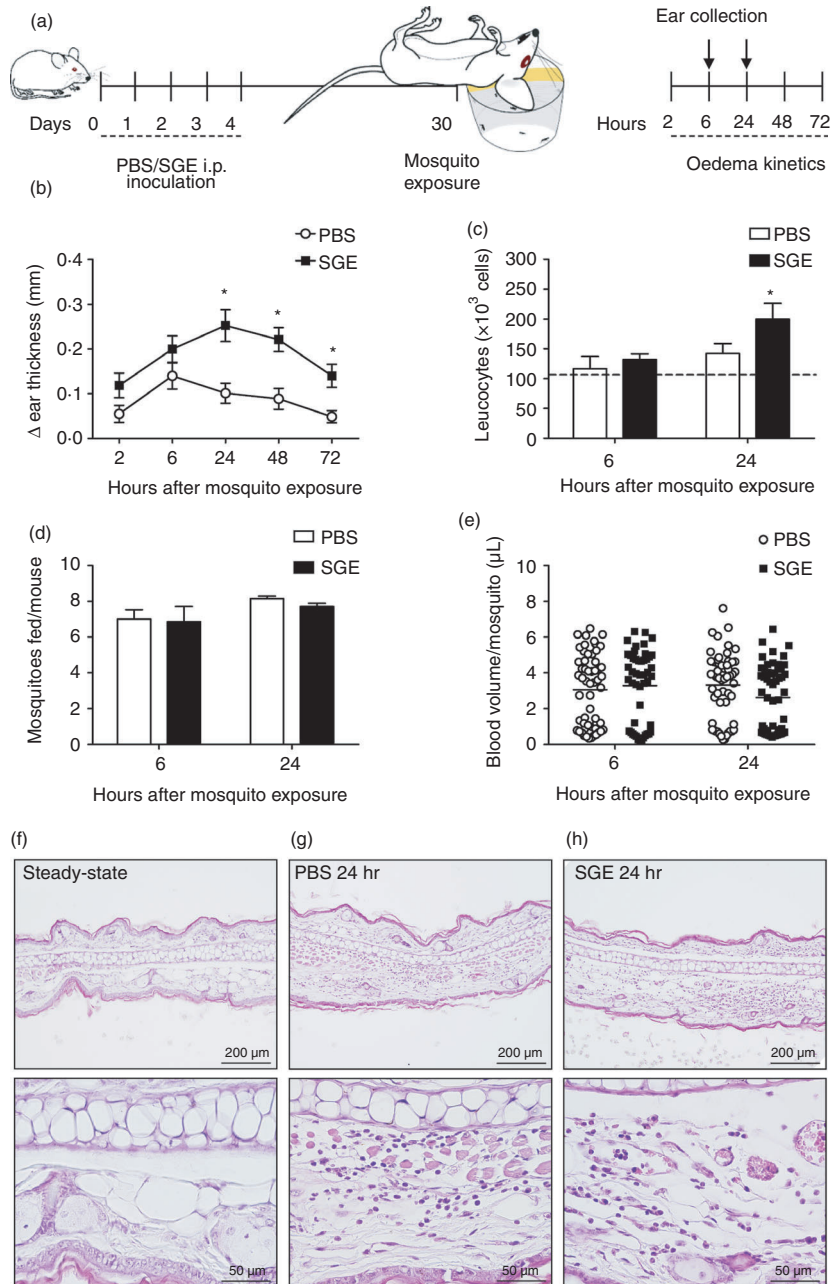 (a)
Ear collection
Days 0 1 2 3 4 30
Hours 2 6 24 48 72
PBS/SGE i.p.
inoculation
Mosquito
exposure
Oedema kinetics
(b)
PBS
SGE
Δ ear thickness (mm)
0·4
0·3
0·2
0·1
0·0
* * *
2 6 24 48 72
Hours after mosquito exposure
(c)
PBS
SGE
Leucocytes (×10³ cells)
300
250
200
150
100
50
0
*
6 24
Hours after mosquito exposure
(d)
PBS
SGE
Mosquitoes fed/mouse
10
8
6
4
2
0
6 24
Hours after mosquito exposure
(e)
PBS
SGE
Blood volume/mosquito (µL)
10
8
6
4
2
0
6 24
Hours after mosquito exposure
(f)
Steady-state
200 µm
50 µm
(g)
PBS 24 hr
200 µm
50 µm
(h)
SGE 24 hr
200 µm
50 µm